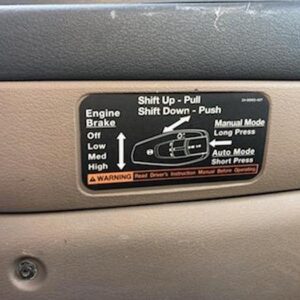 Shift Up - Pull
Shift Down - Push
Engine
Brake
Off
Low
Med
High
Manual Mode
Long Press
Auto Mode
Short Press
WARNING Read Driver's Instruction Manual Before Operating